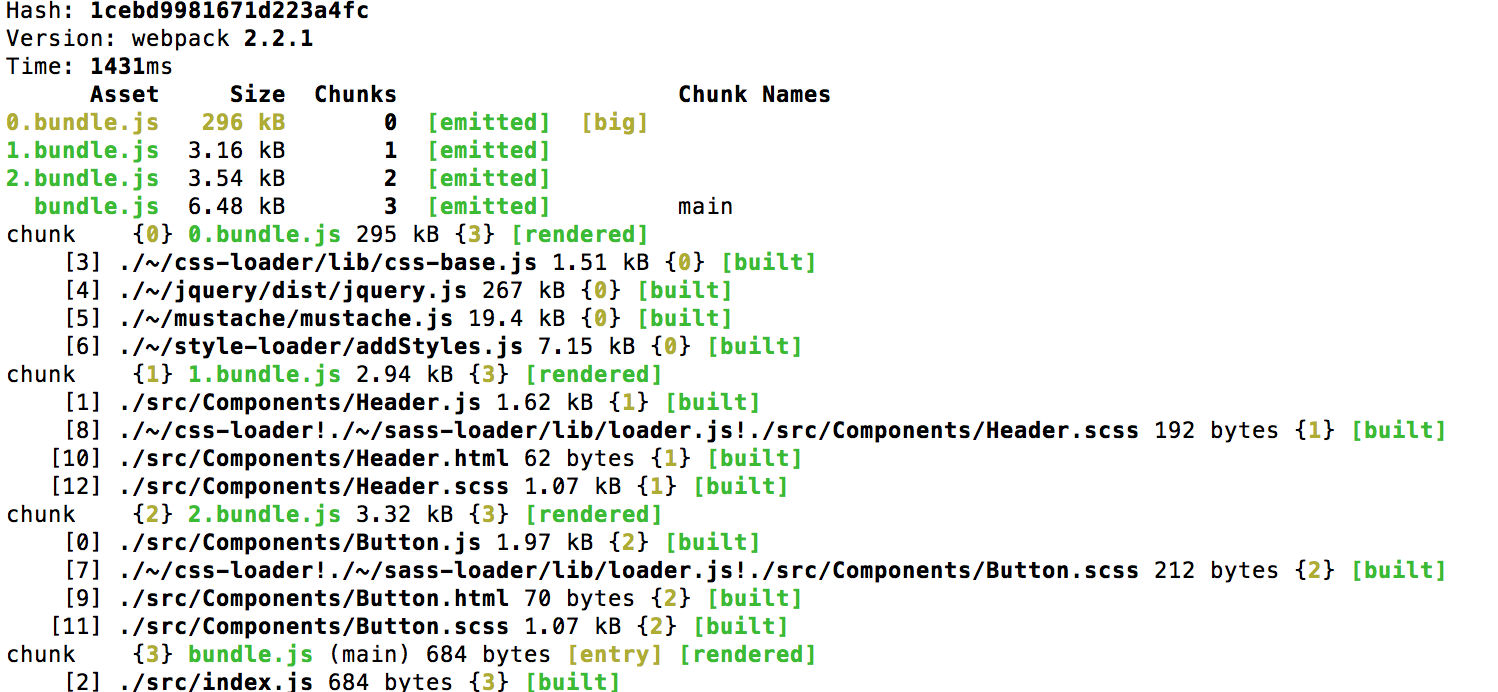 Hash: 1cebd9981671d223a4fc
Version: webpack 2.2.1
Time: 1431ms
Asset Size Chunks Chunk Names
0.bundle.js 296 kB 0 [emitted] [big]
1.bundle.js 3.16 kB 1 [emitted]
2.bundle.js 3.54 kB 2 [emitted]
bundle.js 6.48 kB 3 [emitted] main
chunk {0} 0.bundle.js 295 kB {3} [rendered]
[3] ./~/css-loader/lib/css-base.js 1.51 kB {0} [built]
[4] ./~/jquery/dist/jquery.js 267 kB {0} [built]
[5] ./~/mustache/mustache.js 19.4 kB {0} [built]
[6] ./~/style-loader/addStyles.js 7.15 kB {0} [built]
chunk {1} 1.bundle.js 2.94 kB {3} [rendered]
[1] ./src/Components/Header.js 1.62 kB {1} [built]
[8] ./~/css-loader!./~/sass-loader/lib/loader.js!./src/Components/Header.scss 192 bytes {1} [built]
[10] ./src/Components/Header.html 62 bytes {1} [built]
[12] ./src/Components/Header.scss 1.07 kB {1} [built]
chunk {2} 2.bundle.js 3.32 kB {3} [rendered]
[0] ./src/Components/Button.js 1.97 kB {2} [built]
[7] ./~/css-loader!./~/sass-loader/lib/loader.js!./src/Components/Button.scss 212 bytes {2} [built]
[9] ./src/Components/Button.html 70 bytes {2} [built]
[11] ./src/Components/Button.scss 1.07 kB {2} [built]
chunk {3} bundle.js (main) 684 bytes [entry] [rendered]
[2] ./src/index.js 684 bytes {3} [built]